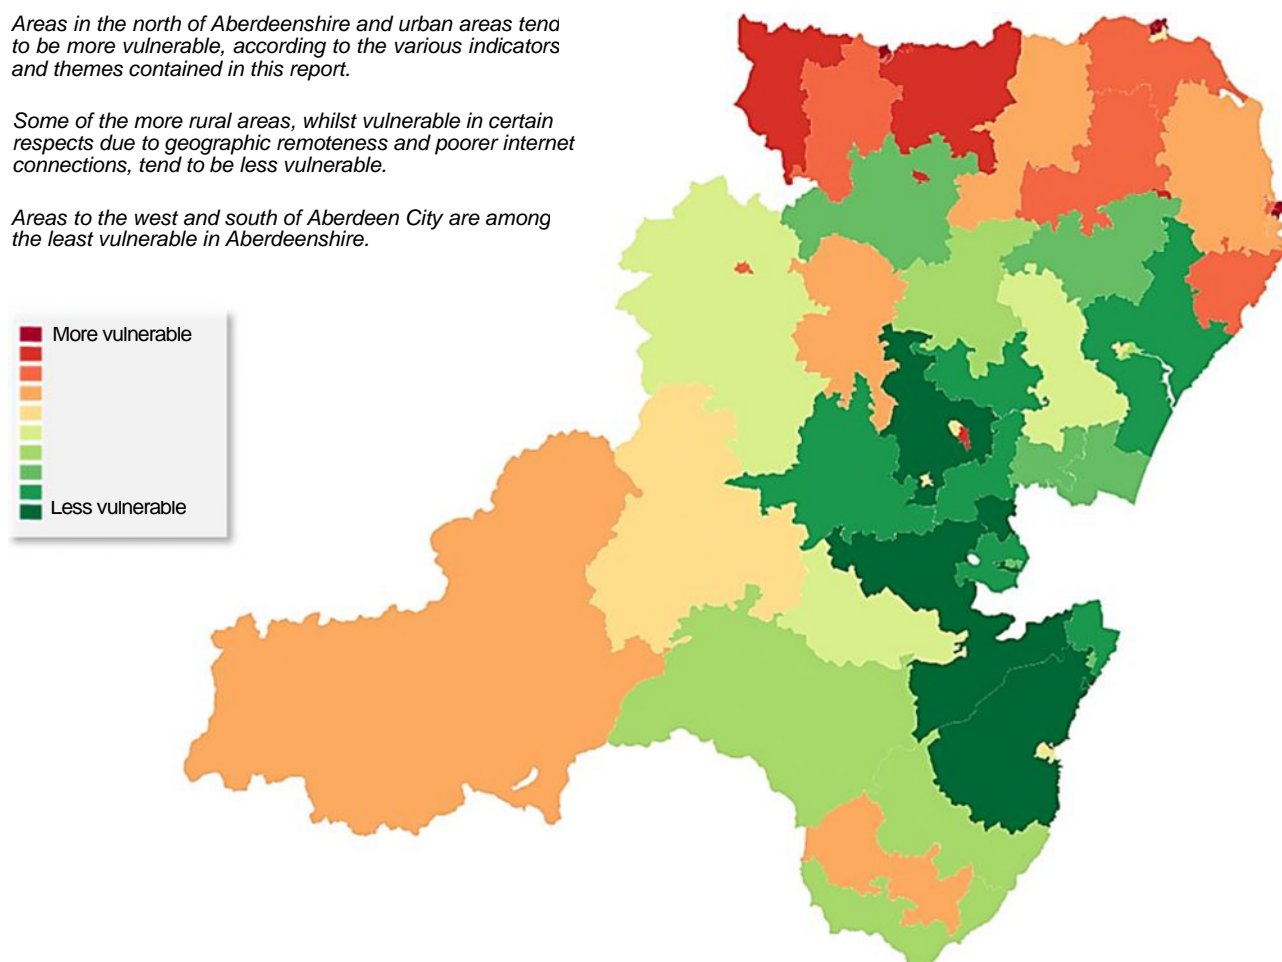 Areas in the north of Aberdeenshire and urban areas tend
to be more vulnerable, according to the various indicators
and themes contained in this report.
Some of the more rural areas, whilst vulnerable in certain
respects due to geographic remoteness and poorer internet
connections, tend to be less vulnerable.
Areas to the west and south of Aberdeen City are among
the least vulnerable in Aberdeenshire.
More vulnerable
Less vulnerable